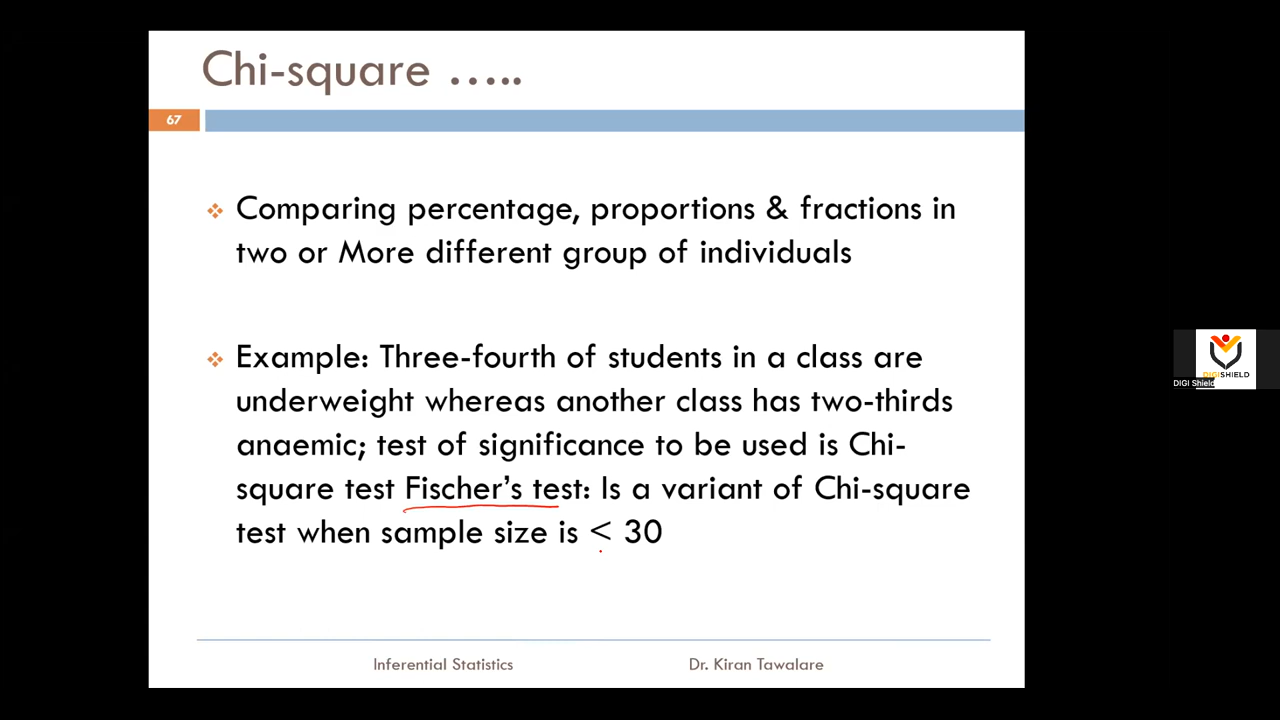 Chi-square .....
67
Comparing percentage, proportions & fractions in
two or More different group of individuals
Example: Three-fourth of students in a class are
underweight whereas another class has two-thirds
anaemic; test of significance to be used is Chi-
square test Fischer's test: Is a variant of Chi-square
test when sample size is < 30
Inferential Statistics
Dr. Kiran Tawalare
DIGISHIELD
DIGI Shield